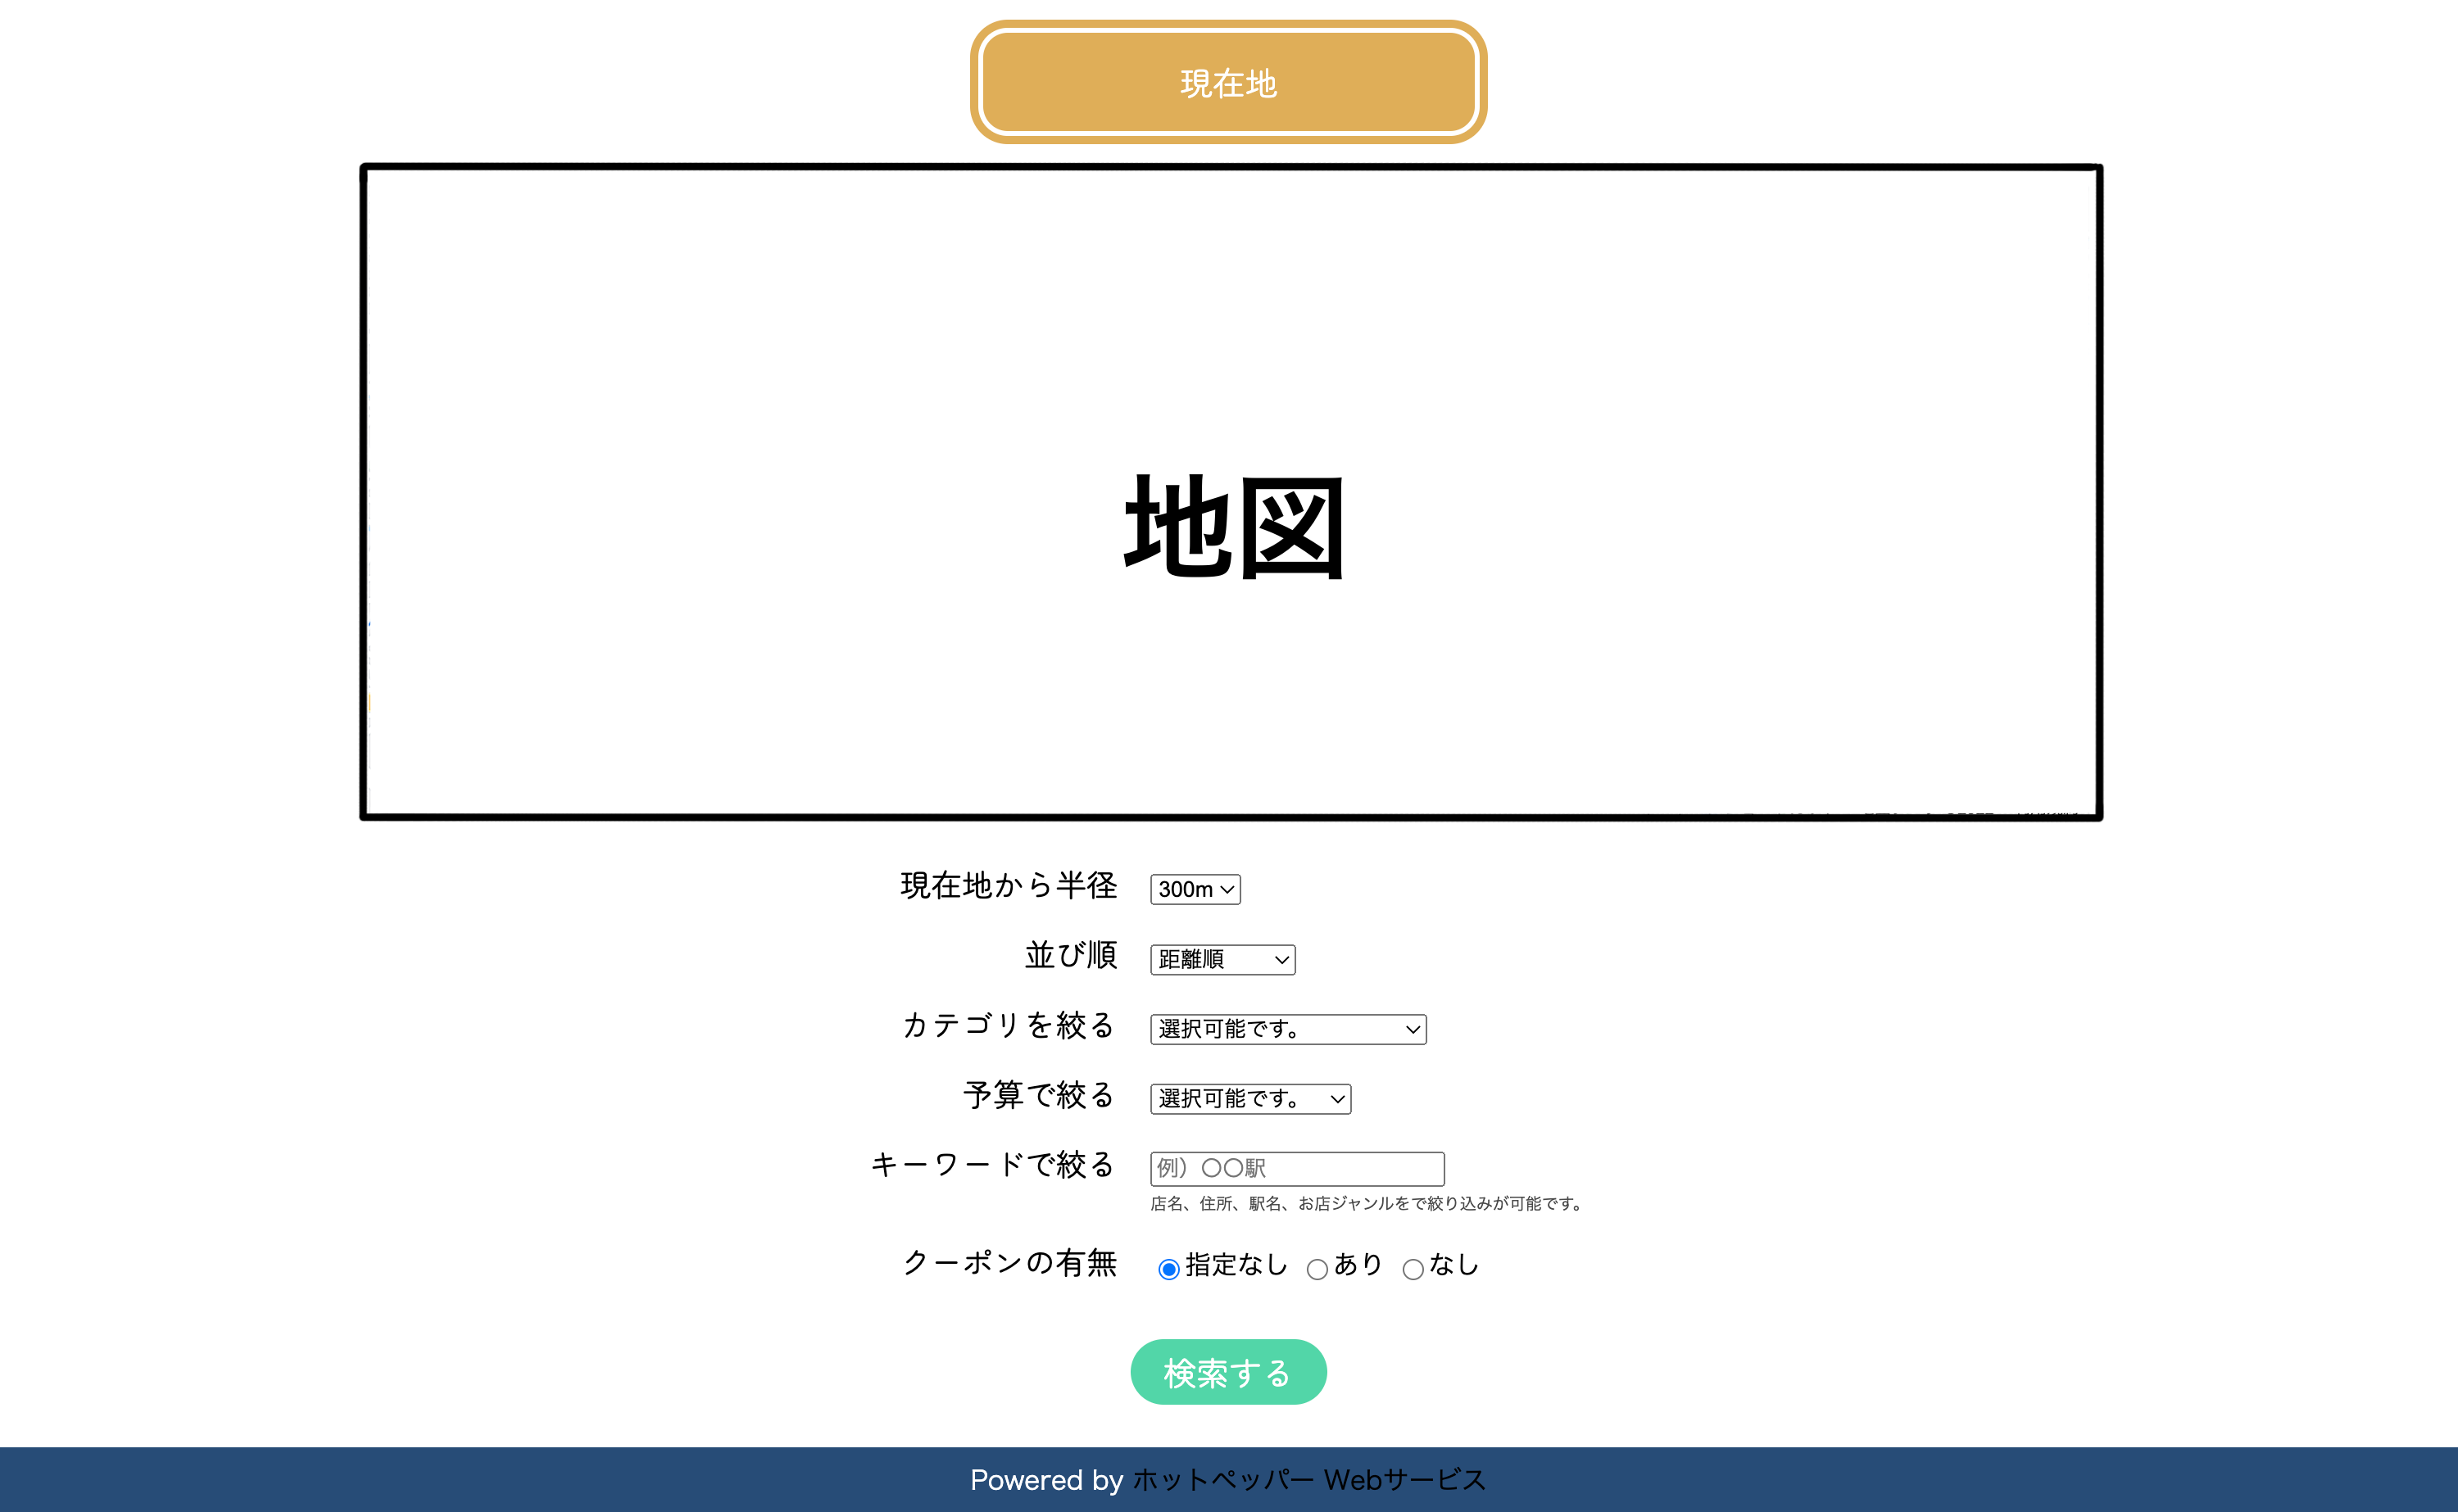 現在地
地図
現在地から半径 300m
並び順 距離順
カテゴリを絞る 選択可能です。
予算で絞る 選択可能です。
キーワードで絞る 例）〇〇駅
店名、住所、駅名、お店ジャンルをで絞り込みが可能です。
クーポンの有無 指定なし あり なし
検索する
Powered by ホットペッパー Webサービス